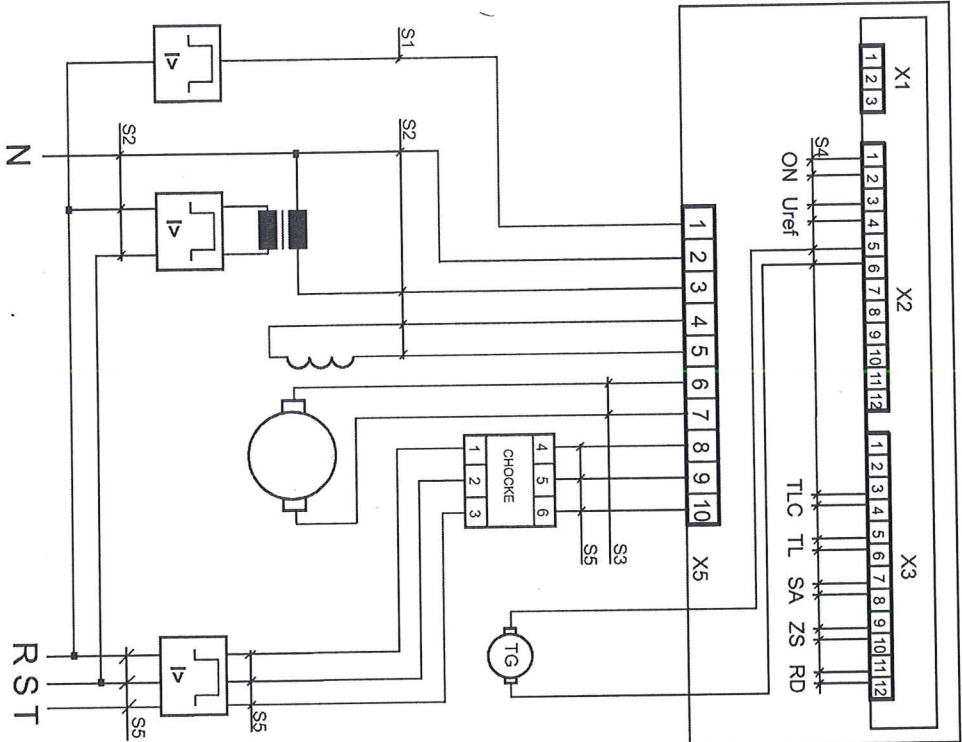 X1
1 2 3
X2
1 2 3 4 5 6 7 8 9 10 11 12
X3
1 2 3 4 5 6 7 8 9 10 11 12
S4
ON Uref
TLC TL SA ZS RD
X5
1 2 3 4 5 6 7 8 9 10
S1
S2
S2
S3
S5
4 5 6
CHOCKE
1 2 3
TG
I>
I>
I>
S5
S5
N
R S T